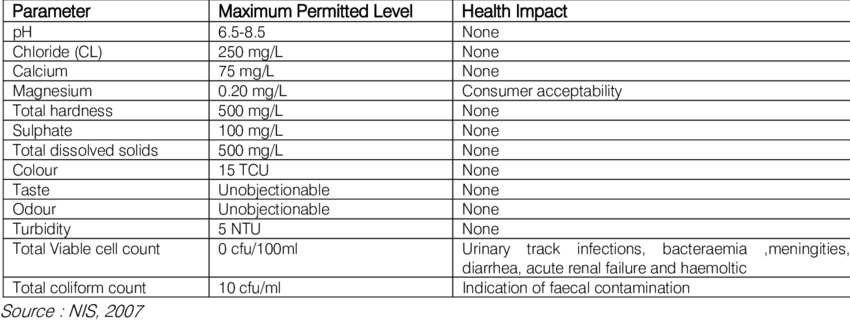 Parameter Maximum Permitted Level Health Impact
pH 6.5-8.5 None
Chloride (CL) 250 mg/L None
Calcium 75 mg/L None
Magnesium 0.20 mg/L Consumer acceptability
Total hardness 500 mg/L None
Sulphate 100 mg/L None
Total dissolved solids 500 mg/L None
Colour 15 TCU None
Taste Unobjectionable None
Odour Unobjectionable None
Turbidity 5 NTU None
Total Viable cell count 0 cfu/100ml Urinary track infections, bacteraemia ,meningities,
diarrhea, acute renal failure and haemoltic
Total coliform count 10 cfu/ml Indication of faecal contamination
Source : NIS, 2007